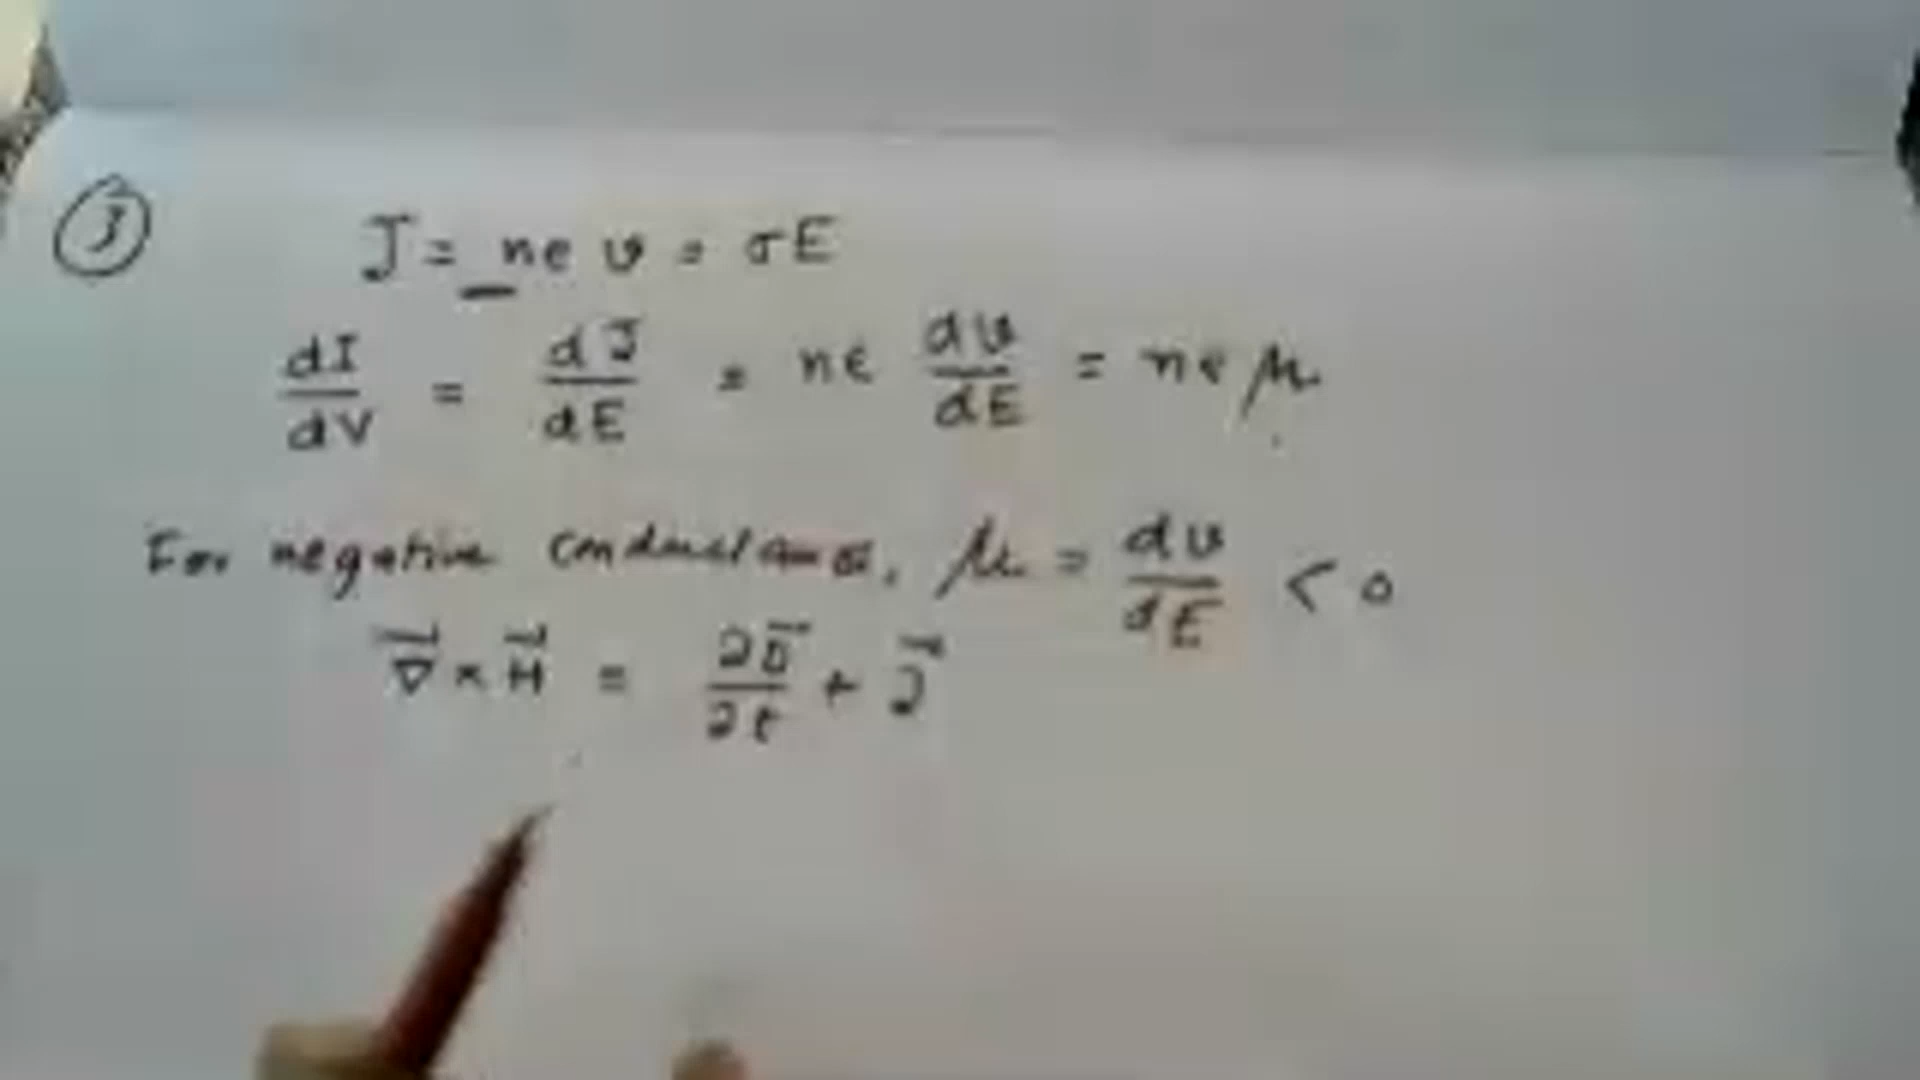 ③
J = ne v = σE
dI/dV = dJ/dE = ne dv/dE = ne μ
For negative conductance, μ = dv/dE < 0
∇⃗ × H⃗ = ∂D⃗/∂t + J⃗